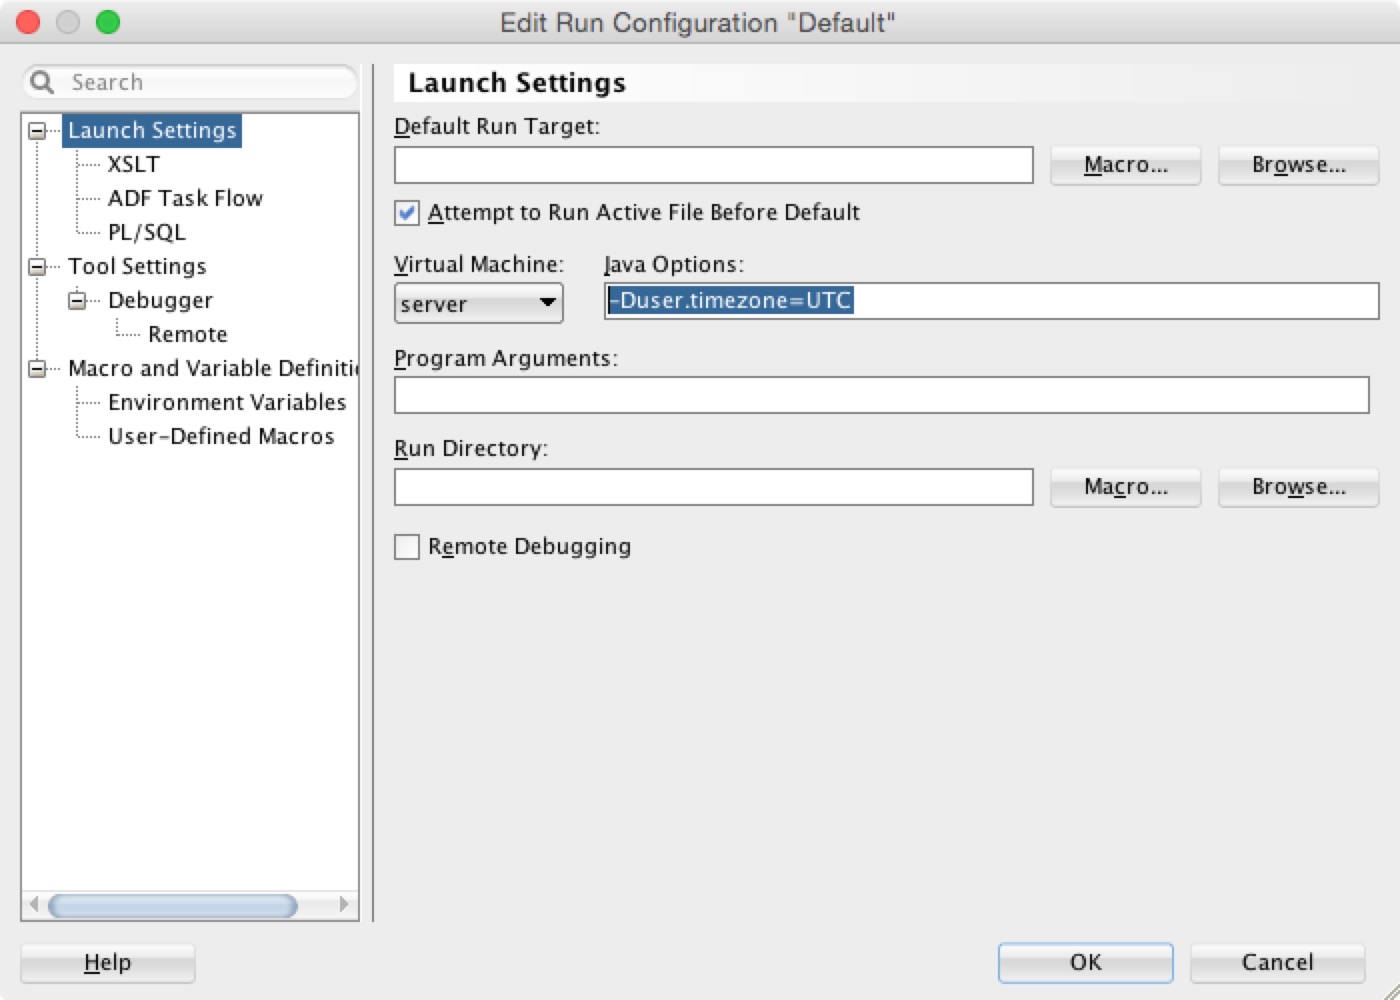 Edit Run Configuration "Default"
Search
Launch Settings
XSLT
ADF Task Flow
PL/SQL
Tool Settings
Debugger
Remote
Macro and Variable Definiti
Environment Variables
User-Defined Macros
Launch Settings
Default Run Target:
Macro... Browse...
Attempt to Run Active File Before Default
Virtual Machine: Java Options:
server -Duser.timezone=UTC
Program Arguments:
Run Directory:
Macro... Browse...
Remote Debugging
Help OK Cancel